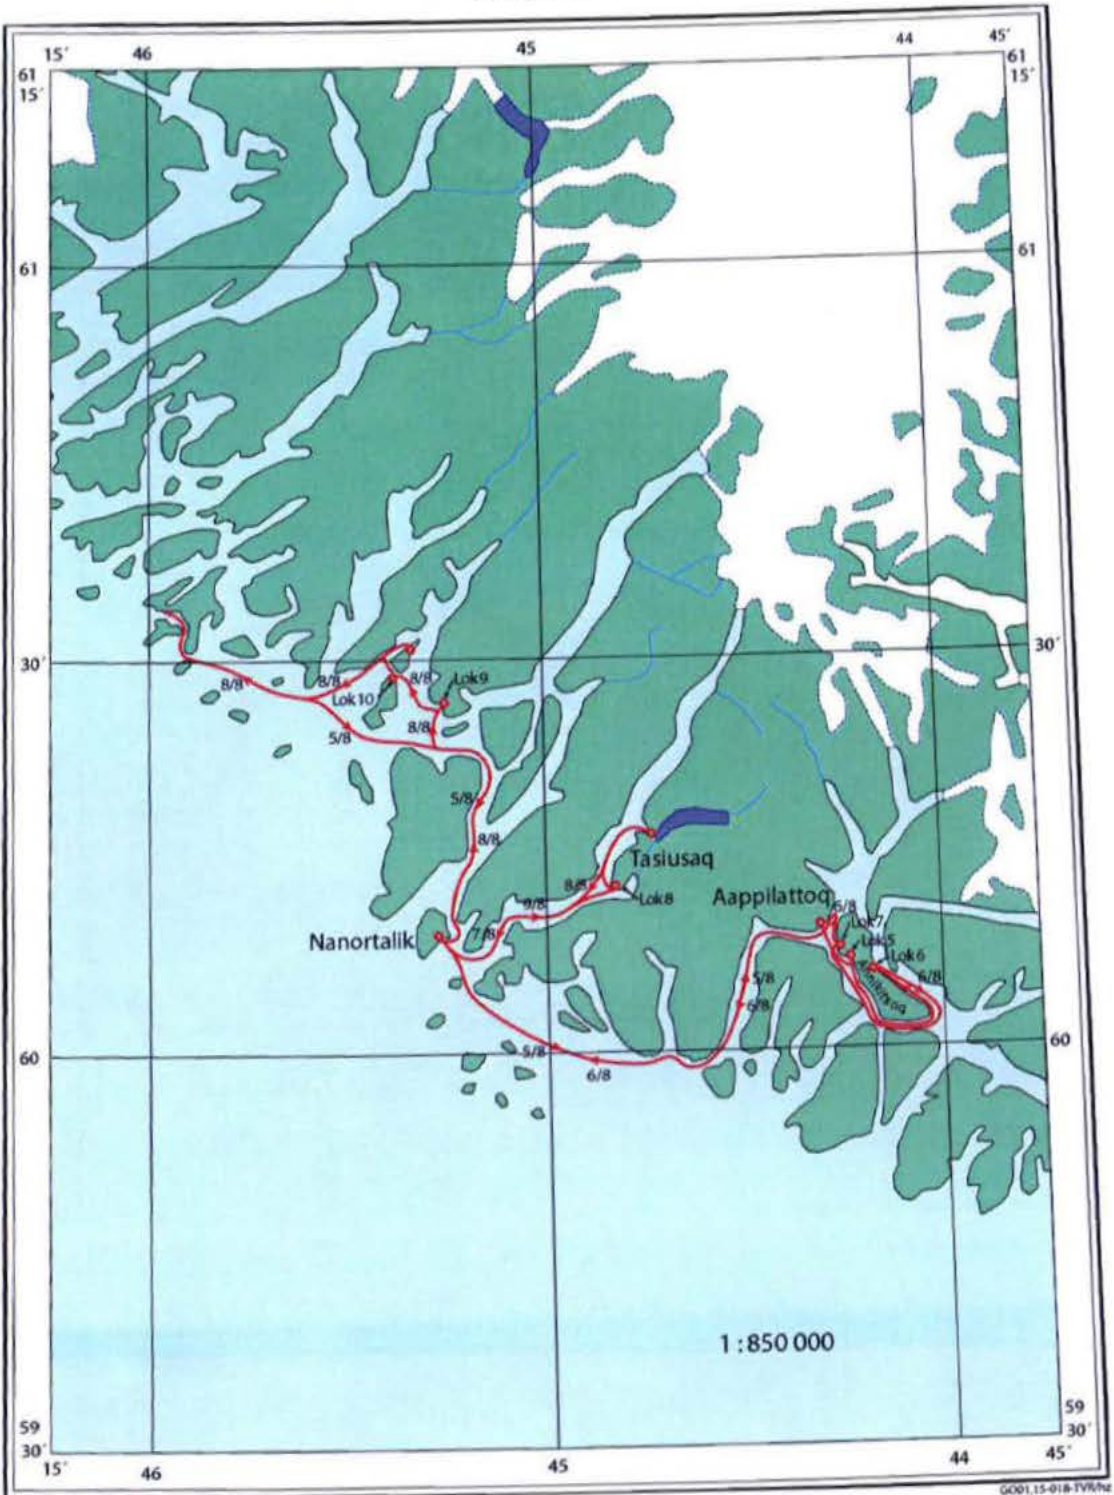 15´ 46 45 44 45´
61 15´ 61 15´
61 61
30´ 30´
8/8 8/8 8/8 Lok9
Lok10
5/8 8/8
5/8
8/8
Tasiusaq
8/8 Lok8
Aappilattoq 6/8
9/8 Lok7
7/8 Lok5
Nanortalik Lok6
5/8 6/8
6/8
60 60
5/8
6/8
1:850 000
59 30´ 59 30´
15´ 46 45 44 45´